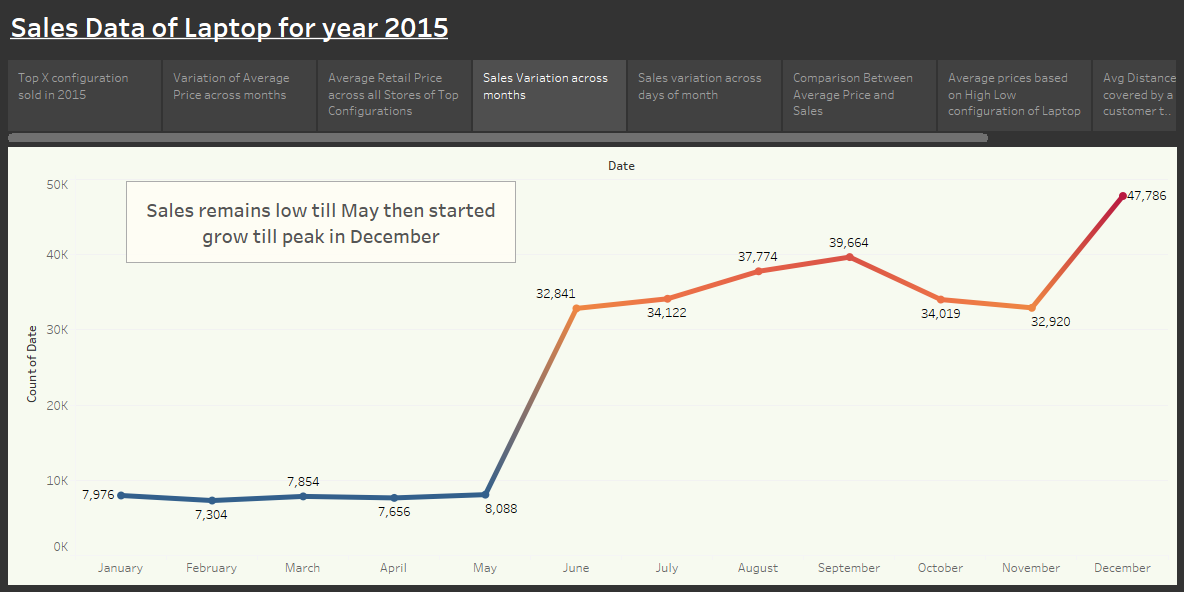 Sales Data of Laptop for year 2015
Top X configuration
sold in 2015
Variation of Average
Price across months
Average Retail Price
across all Stores of Top
Configurations
Sales Variation across
months
Sales variation across
days of month
Comparison Between
Average Price and
Sales
Average prices based
on High Low
configuration of Laptop
Avg Distance
covered by a
customer t..
Date
Sales remains low till May then started
grow till peak in December
Count of Date
50K
40K
30K
20K
10K
0K
7,976
7,304
7,854
7,656
8,088
32,841
34,122
37,774
39,664
34,019
32,920
47,786
January
February
March
April
May
June
July
August
September
October
November
December